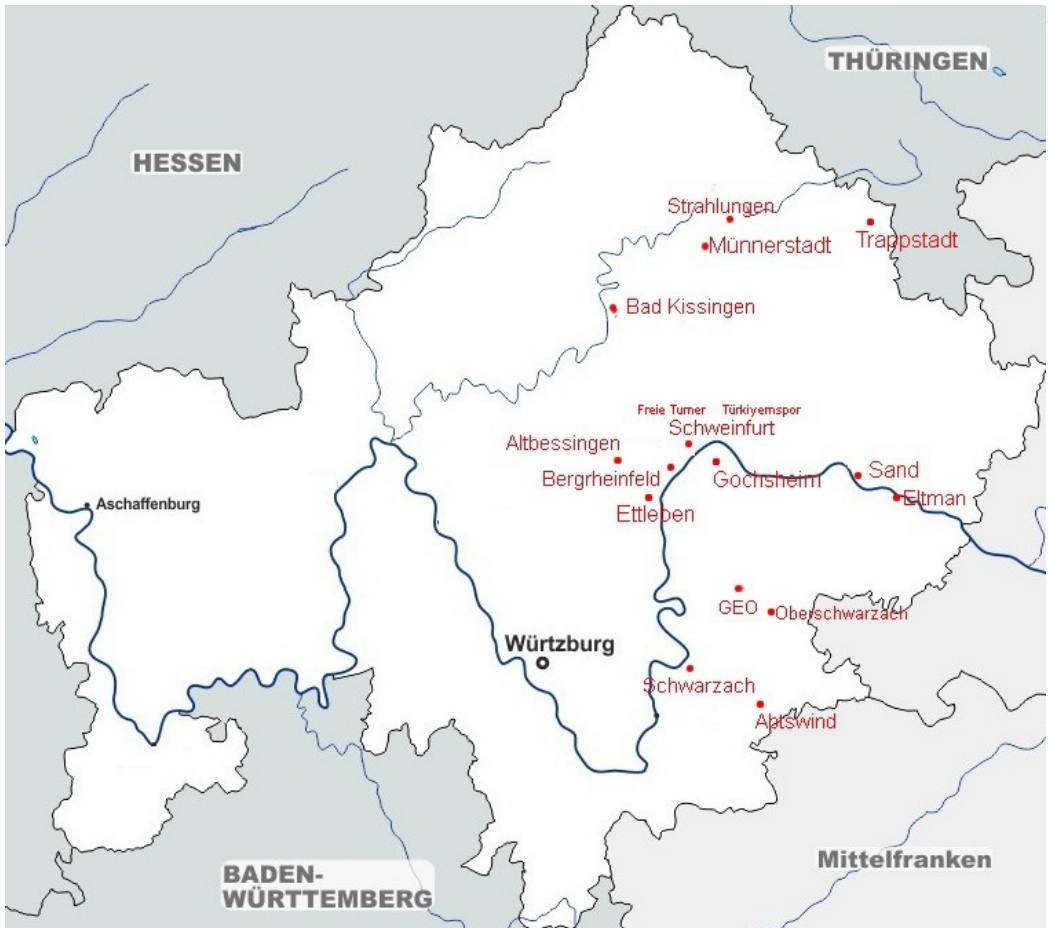 THÜRINGEN
HESSEN
Strahlungen
Trappstadt
Münnerstadt
Bad Kissingen
Freie Turner Türkiyemspor
Schweinfurt
Altbessingen
Bergrheinfeld
Gochsheim
Sand
Eltman
Aschaffenburg
Ettleben
GEO
Oberschwarzach
Würtzburg
Schwarzach
Abtswind
Mittelfranken
BADEN-
WÜRTTEMBERG